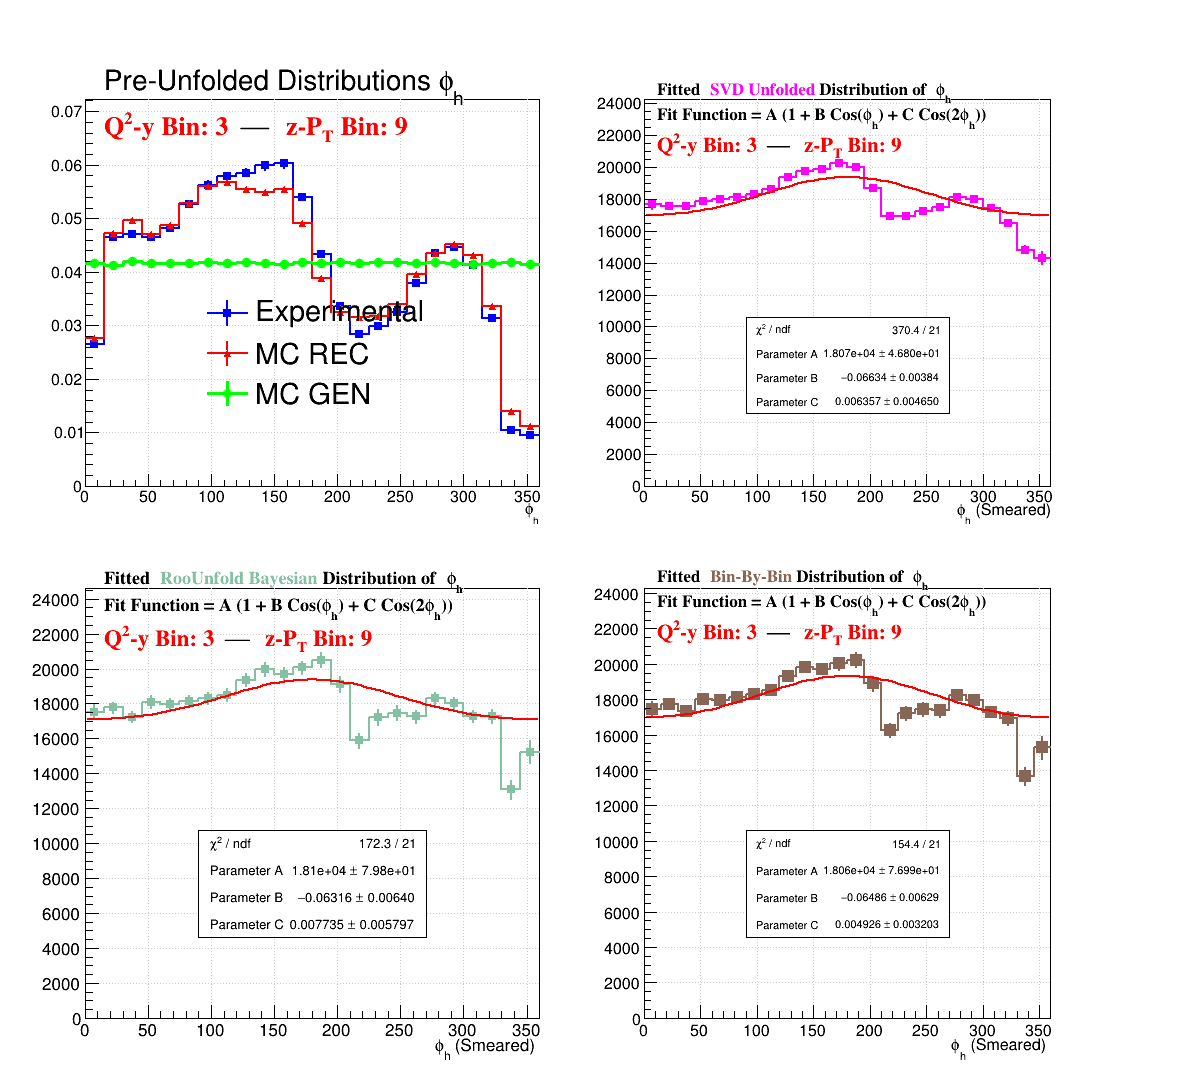 Pre-Unfolded Distributions ϕh
Q²-y Bin: 3 — z-PT Bin: 9
0.07
0.06
0.05
0.04
0.03
0.02
0.01
0
Experimental
MC REC
MC GEN
0 50 100 150 200 250 300 350
ϕh
Fitted SVD Unfolded Distribution of ϕh
Fit Function = A (1 + B Cos(ϕh) + C Cos(2ϕh))
Q²-y Bin: 3 — z-PT Bin: 9
24000
22000
20000
18000
16000
14000
12000
10000
8000
6000
4000
2000
0
χ² / ndf 370.4 / 21
Parameter A 1.807e+04 ± 4.680e+01
Parameter B −0.06634 ± 0.00384
Parameter C 0.006357 ± 0.004650
0 50 100 150 200 250 300 350
ϕh (Smeared)
Fitted RooUnfold Bayesian Distribution of ϕh
Fit Function = A (1 + B Cos(ϕh) + C Cos(2ϕh))
Q²-y Bin: 3 — z-PT Bin: 9
24000
22000
20000
18000
16000
14000
12000
10000
8000
6000
4000
2000
0
χ² / ndf 172.3 / 21
Parameter A 1.81e+04 ± 7.98e+01
Parameter B −0.06316 ± 0.00640
Parameter C 0.007735 ± 0.005797
0 50 100 150 200 250 300 350
ϕh (Smeared)
Fitted Bin-By-Bin Distribution of ϕh
Fit Function = A (1 + B Cos(ϕh) + C Cos(2ϕh))
Q²-y Bin: 3 — z-PT Bin: 9
24000
22000
20000
18000
16000
14000
12000
10000
8000
6000
4000
2000
0
χ² / ndf 154.4 / 21
Parameter A 1.806e+04 ± 7.699e+01
Parameter B −0.06486 ± 0.00629
Parameter C 0.004926 ± 0.003203
0 50 100 150 200 250 300 350
ϕh (Smeared)